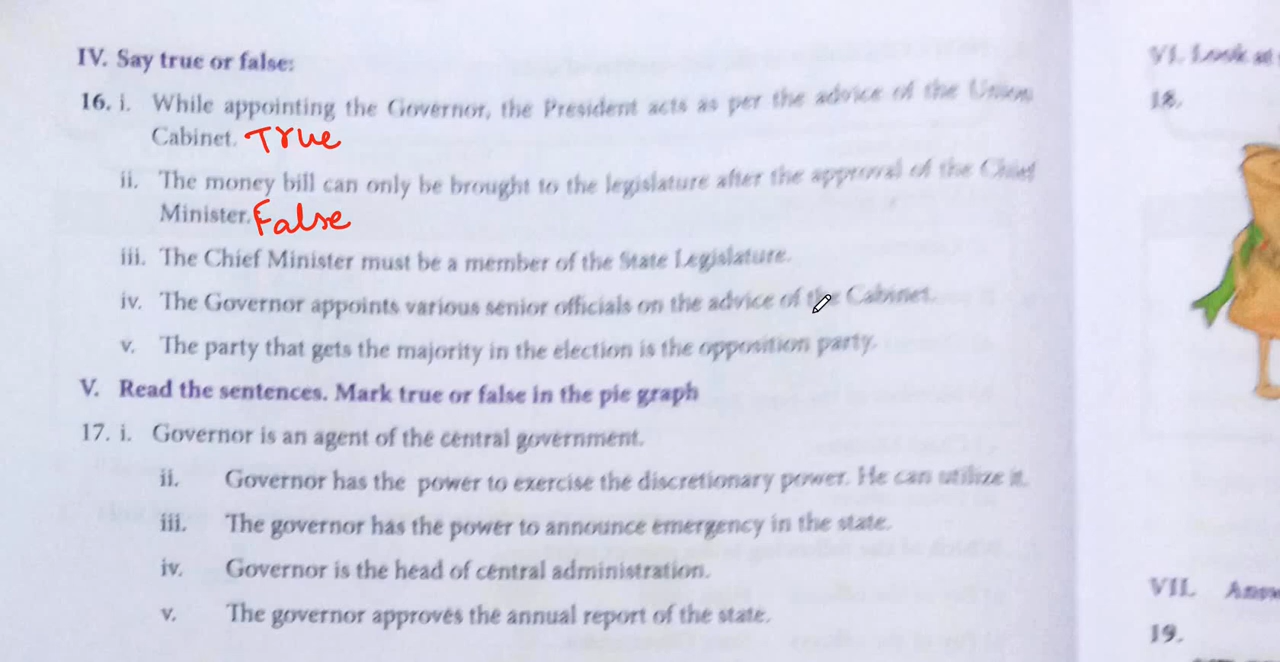 IV. Say true or false:
16. i. While appointing the Governor, the President acts as per the advice of the Union
Cabinet. True
ii. The money bill can only be brought to the legislature after the approval of the Chief
Minister. False
iii. The Chief Minister must be a member of the State Legislature.
iv. The Governor appoints various senior officials on the advice of the Cabinet.
v. The party that gets the majority in the election is the opposition party.
V. Read the sentences. Mark true or false in the pie graph
17. i. Governor is an agent of the central government.
ii. Governor has the power to exercise the discretionary power. He can utilize it.
iii. The governor has the power to announce emergency in the state.
iv. Governor is the head of central administration.
v. The governor approves the annual report of the state.
VI. Look at
18.
VII. Answ
19.